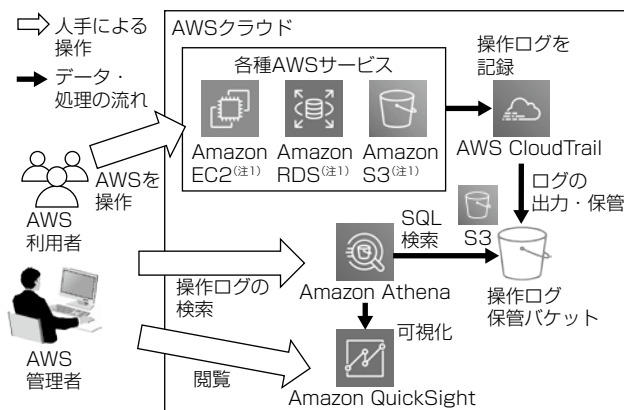 人手による
操作
データ・
処理の流れ
AWSクラウド
各種AWSサービス
Amazon
EC2(注1)
Amazon
RDS(注1)
Amazon
S3(注1)
操作ログを
記録
AWS CloudTrail
AWSを
操作
AWS
利用者
ログの
出力・保管
SQL
検索
S3
操作ログの
検索
Amazon Athena
操作ログ
保管バケット
AWS
管理者
閲覧
可視化
Amazon QuickSight